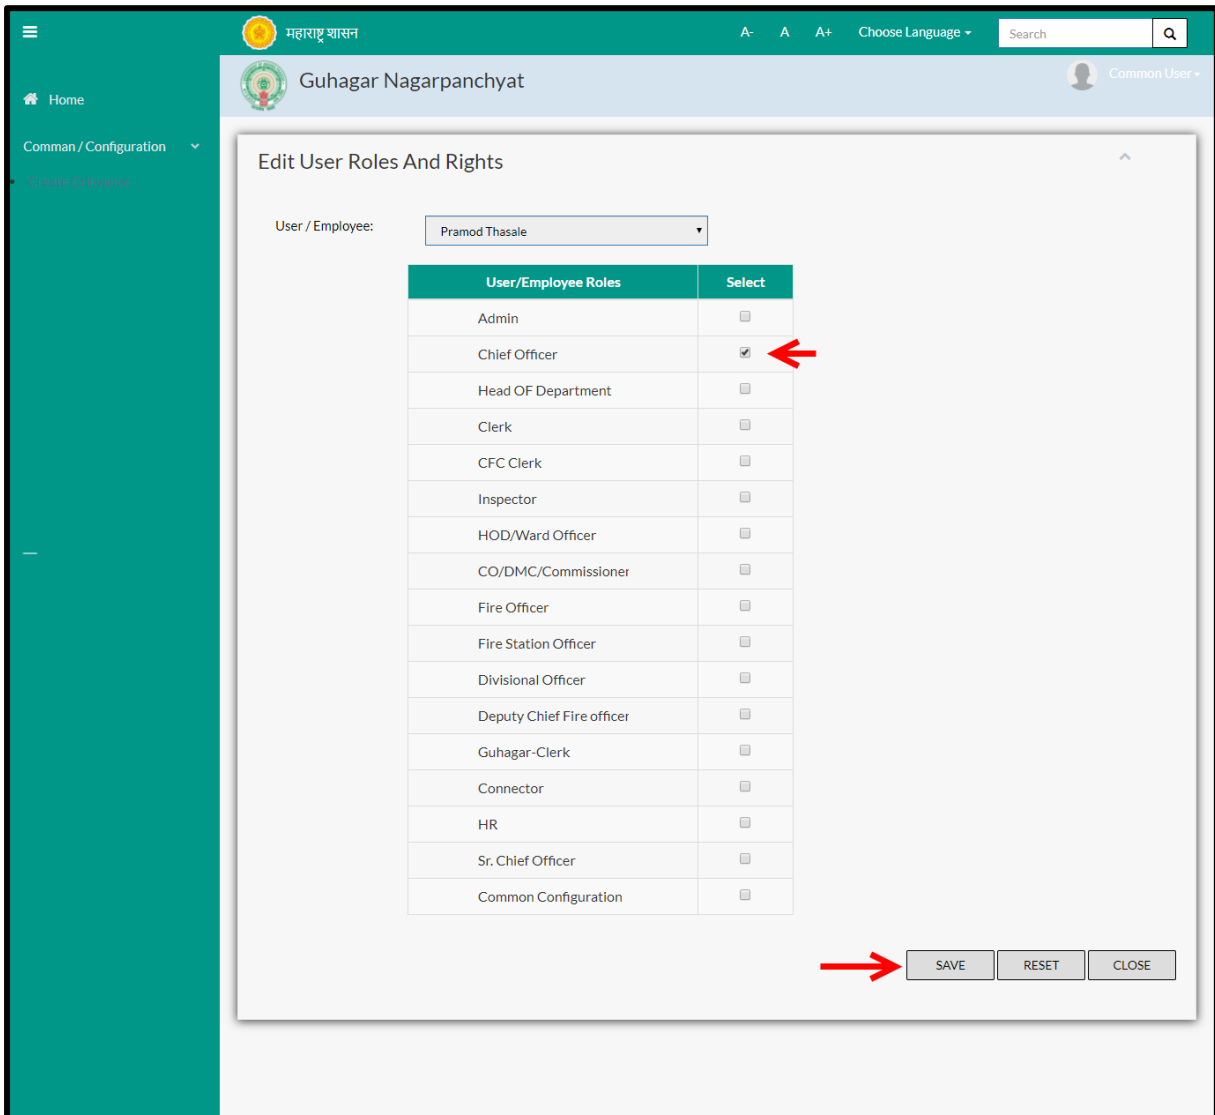 महाराष्ट्र शासन
A- A A+ Choose Language Search
Guhagar Nagarpanchyat
Common User
Home
Comman / Configuration
Create Grievance
Edit User Roles And Rights
User / Employee: Pramod Thasale
User/Employee Roles Select
Admin
Chief Officer
Head OF Department
Clerk
CFC Clerk
Inspector
HOD/Ward Officer
CO/DMC/Commissioner
Fire Officer
Fire Station Officer
Divisional Officer
Deputy Chief Fire officer
Guhagar-Clerk
Connector
HR
Sr. Chief Officer
Common Configuration
SAVE RESET CLOSE